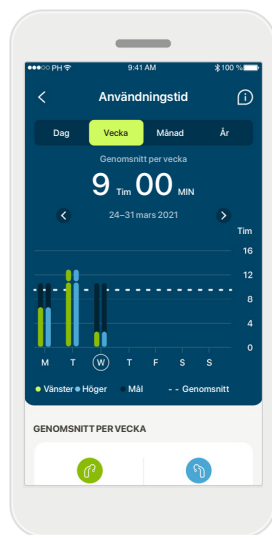 PH 9:41 AM 100 %
Användningstid
Dag Vecka Månad År
Genomsnitt per vecka
9 Tim 00 MIN
24–31 mars 2021
Tim
16
12
8
4
0
M T W T F S S
Vänster Höger Mål - - Genomsnitt
GENOMSNITT PER VECKA